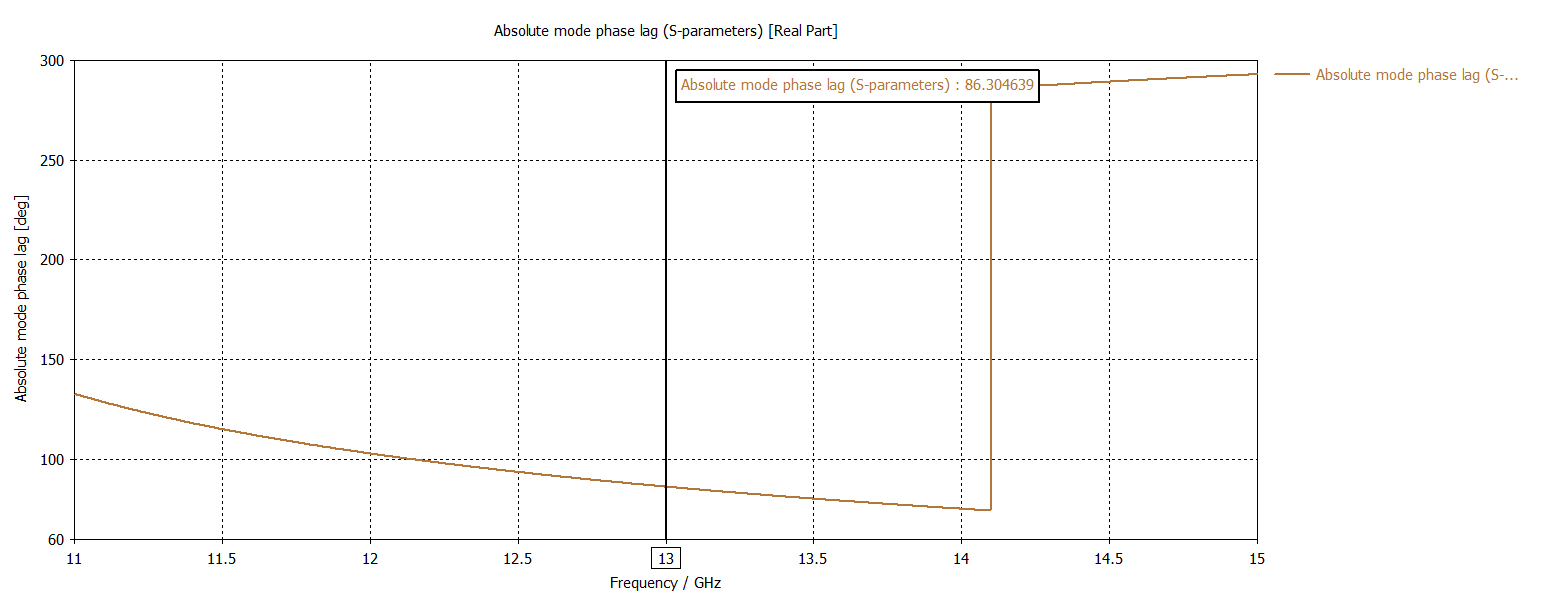 Absolute mode phase lag (S-parameters) [Real Part]
Absolute mode phase lag (S-parameters) : 86.304639
Absolute mode phase lag (S-...
Absolute mode phase lag [deg]
300
250
200
150
100
60
11 11.5 12 12.5 13 13.5 14 14.5 15
Frequency / GHz